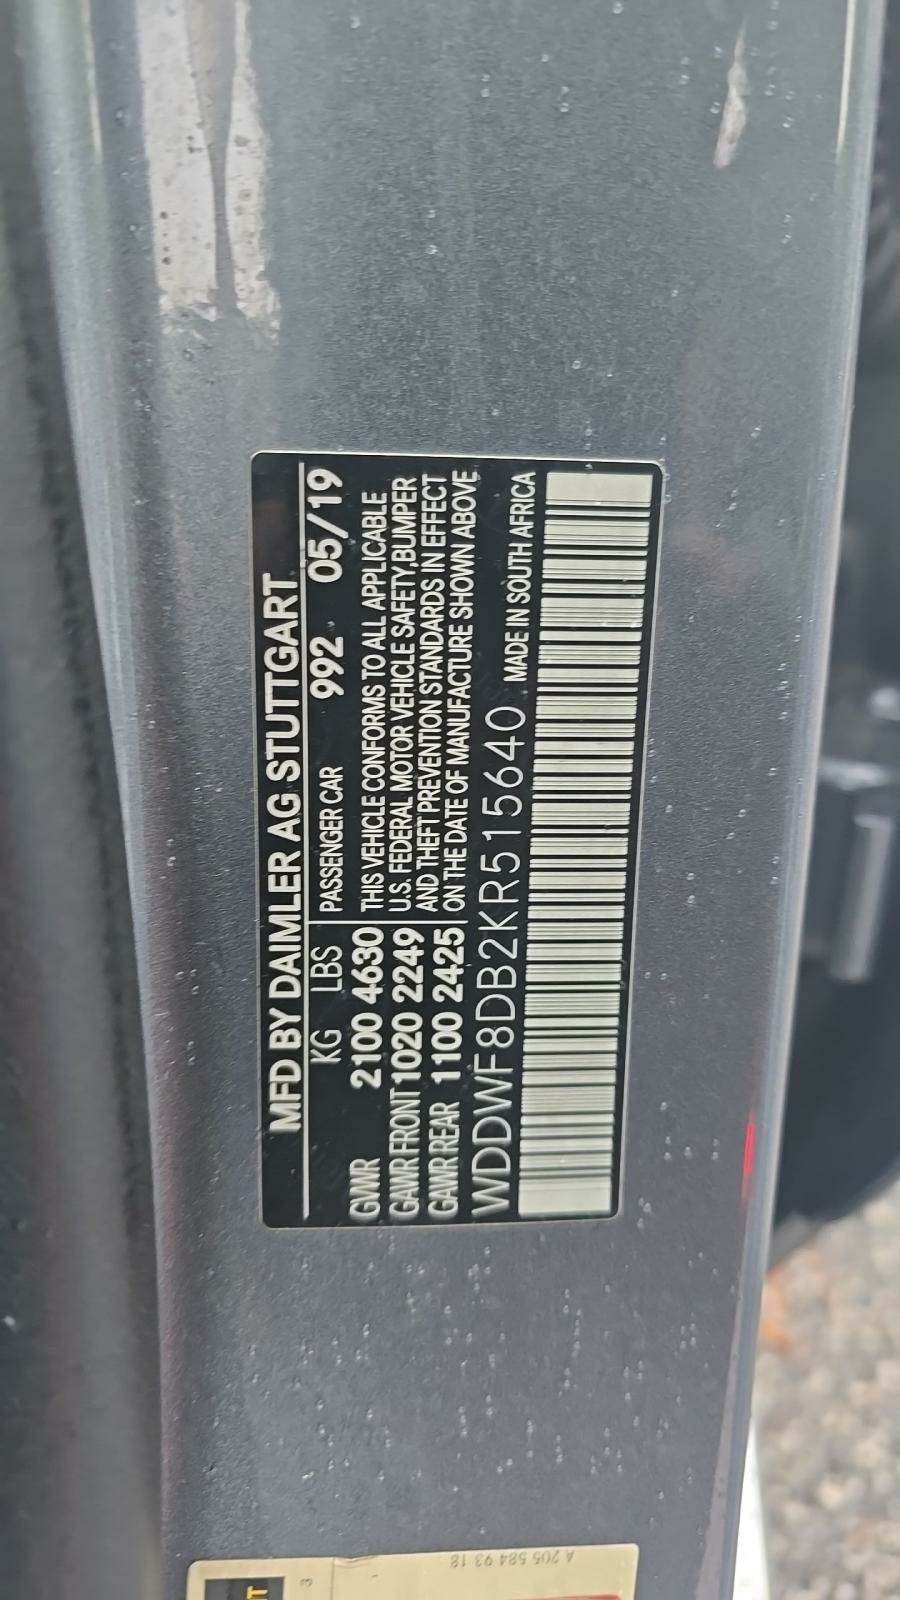 MFD BY DAIMLER AG STUTTGART
KG LBS PASSENGER CAR 992 05/19
GVWR 2100 4630
GAWR FRONT 1020 2249
GAWR REAR 1100 2425
THIS VEHICLE CONFORMS TO ALL APPLICABLE
U.S. FEDERAL MOTOR VEHICLE SAFETY,BUMPER
AND THEFT PREVENTION STANDARDS IN EFFECT
ON THE DATE OF MANUFACTURE SHOWN ABOVE
WDDWF8DB2KR515640 MADE IN SOUTH AFRICA
A 205 584 93 18